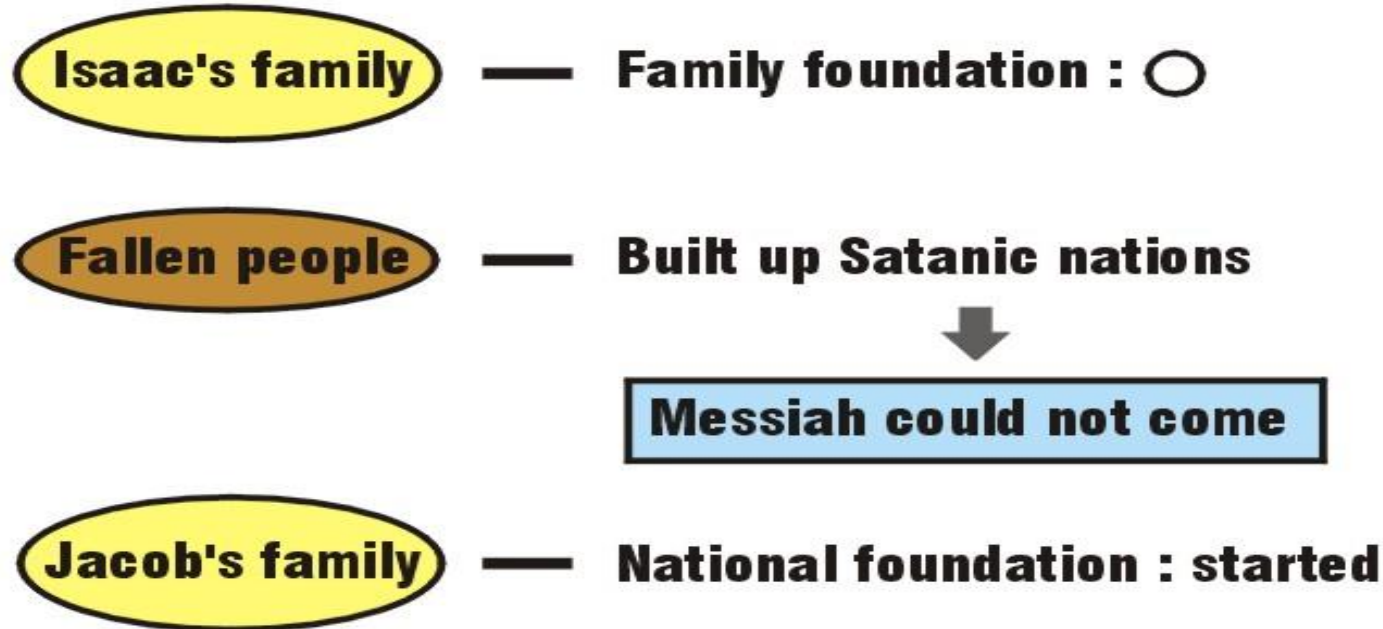 Isaac's family — Family foundation : ○
Fallen people — Built up Satanic nations
Messiah could not come
Jacob's family — National foundation : started